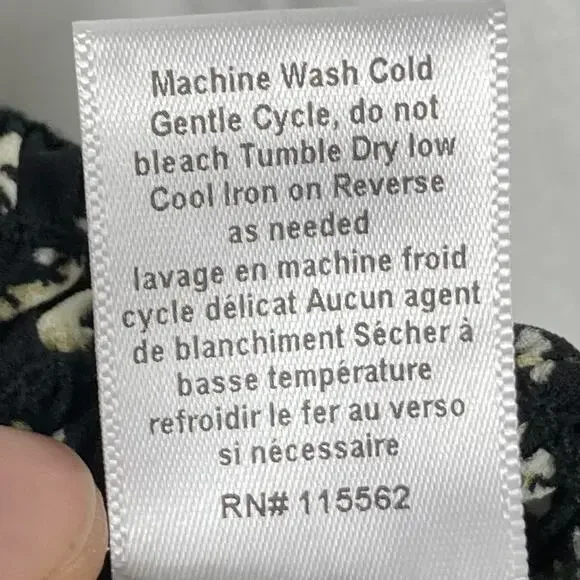 Machine Wash Cold
Gentle Cycle, do not
bleach Tumble Dry low
Cool Iron on Reverse
as needed
lavage en machine froid
cycle délicat Aucun agent
de blanchiment Sécher à
basse température
refroidir le fer au verso
si nécessaire
RN# 115562